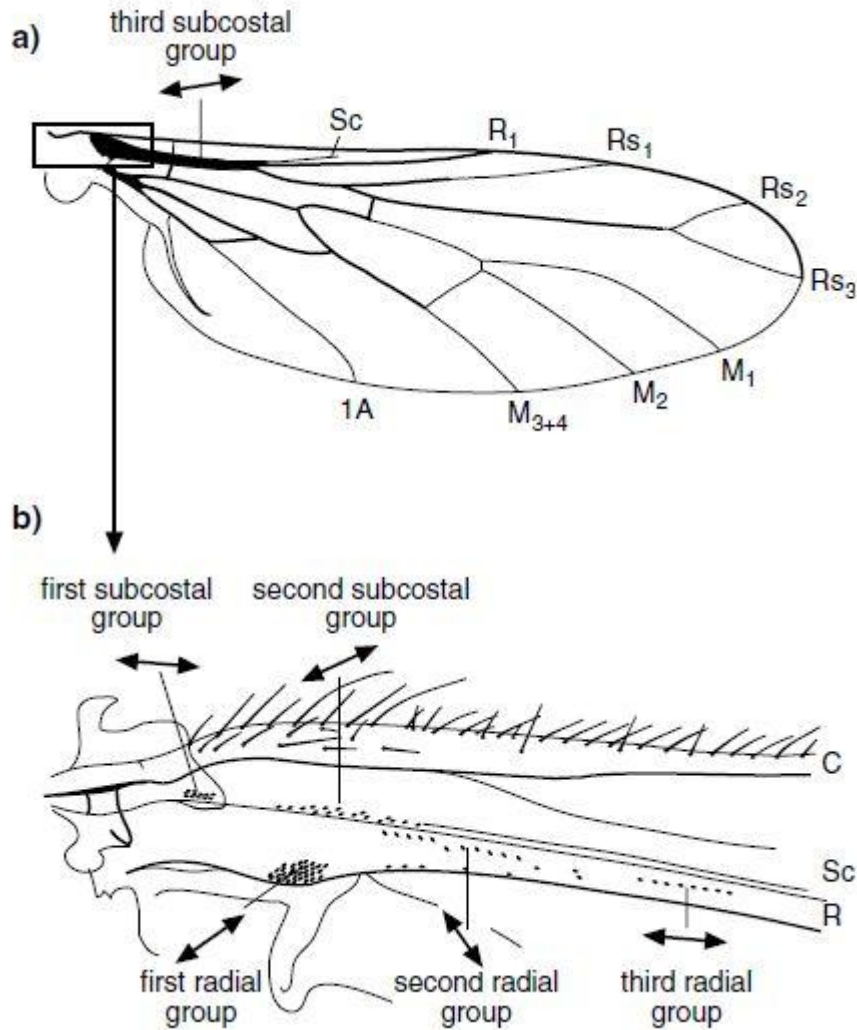 a)
third subcostal
group
Sc
R1
Rs1
Rs2
Rs3
M1
M2
M3+4
1A
b)
first subcostal
group
second subcostal
group
C
Sc
R
first radial
group
second radial
group
third radial
group